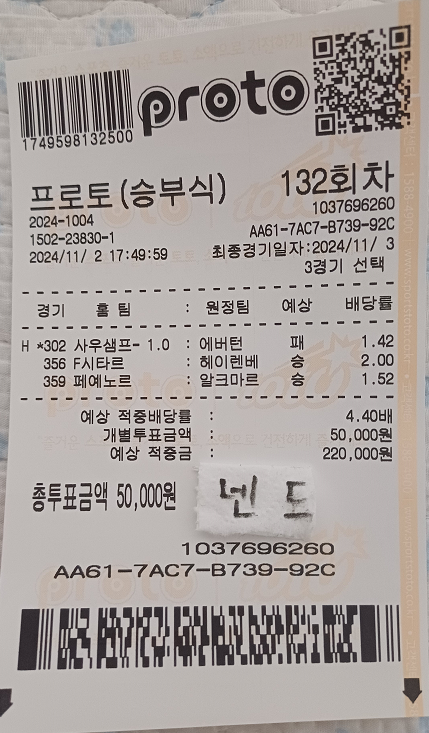 proto
1749598132500
프로토(승부식) 132회차
2024-1004 1037696260
1502-23830-1 AA61-7AC7-B739-92C
2024/11/ 2 17:49:59 최종경기일자:2024/11/ 3
3경기 선택
경기 홈팀 : 원정팀 예상 배당률
H *302 사우샘프- 1.0 : 에버턴 패 1.42
356 F시타르 : 헤이렌베 승 2.00
359 페예노르 : 알크마르 승 1.52
예상 적중배당률 : 4.40배
개별투표금액 : 50,000원
예상 적중금 : 220,000원
총투표금액 50,000원 넨드
1037696260
AA61-7AC7-B739-92C